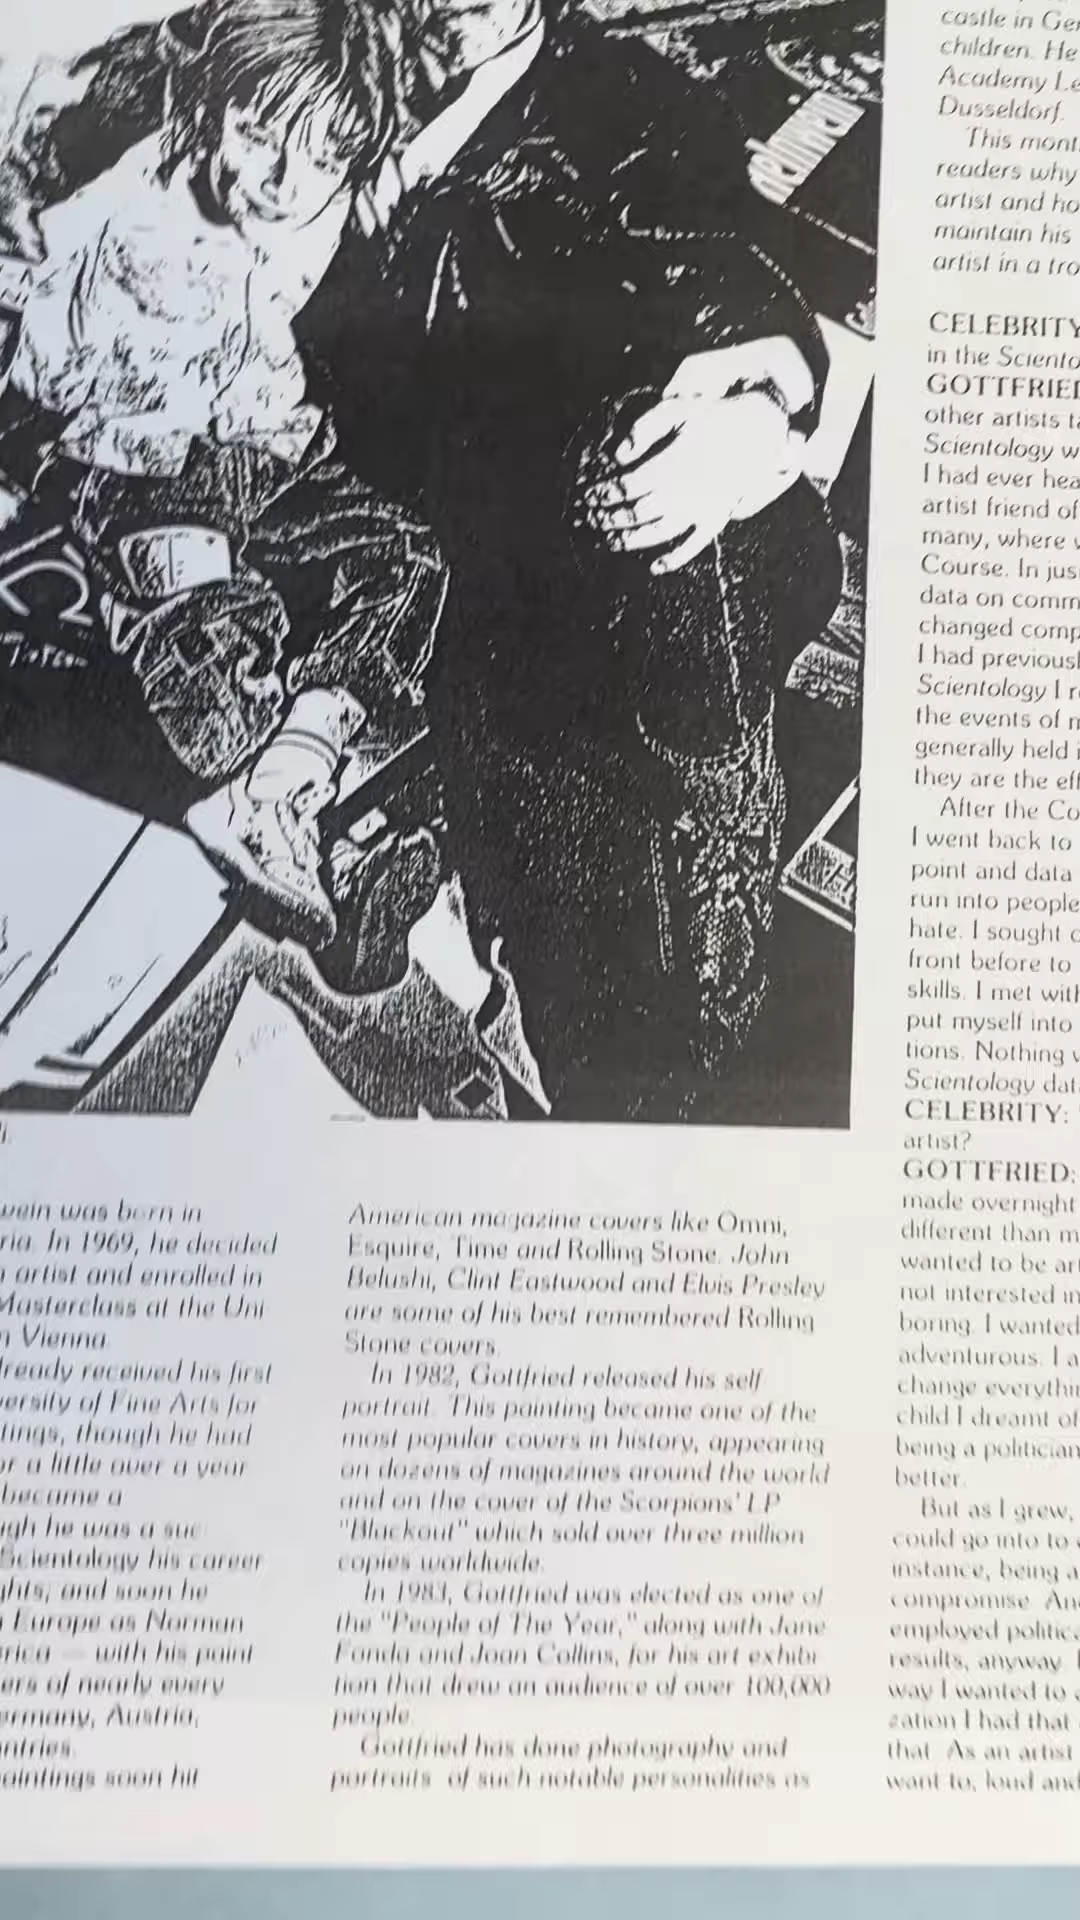 elnwein
wein was born in
ria. In 1969, he decided
artist and enrolled in
Masterclass at the Uni
Vienna.
lready received his first
versity of Fine Arts for
tings, though he had
or a little over a year
became a
ugh he was a suc
Scientology his career
ghts, and soon he
Europe as Norman
rica — with his paint
ers of nearly every
ermany, Austria,
untries.
aintings soon hit
American magazine covers like Omni,
Esquire, Time and Rolling Stone. John
Belushi, Clint Eastwood and Elvis Presley
are some of his best remembered Rolling
Stone covers.
In 1982, Gottfried released his self
portrait. This painting became one of the
most popular covers in history, appearing
on dozens of magazines around the world
and on the cover of the Scorpions' LP
"Blackout" which sold over three million
copies worldwide.
In 1983, Gottfried was elected as one of
the "People of The Year," along with Jane
Fonda and Joan Collins, for his art exhibi
tion that drew an audience of over 100,000
people.
Gottfried has done photography and
portraits of such notable personalities as
castle in Ger
children. He
Academy Le
Dusseldorf.
This mont
readers why
artist and ho
maintain his
artist in a tro
CELEBRITY
in the Sciento
GOTTFRIED
other artists ta
Scientology w
I had ever hea
artist friend of
many, where w
Course. In jus
data on comm
changed comp
I had previousl
Scientology I r
the events of m
generally held i
they are the eff
After the Co
I went back to
point and data
run into people
hate. I sought o
front before to
skills. I met with
put myself into
tions. Nothing w
Scientology data
CELEBRITY:
artist?
GOTTFRIED:
made overnight
different than m
wanted to be art
not interested in
boring. I wanted
adventurous. I a
change everythin
child I dreamt of
being a politician
better.
But as I grew,
could go into to
instance, being a
compromise. And
employed politica
results, anyway. I
way I wanted to
zation I had that
that. As an artist
want to, loud and